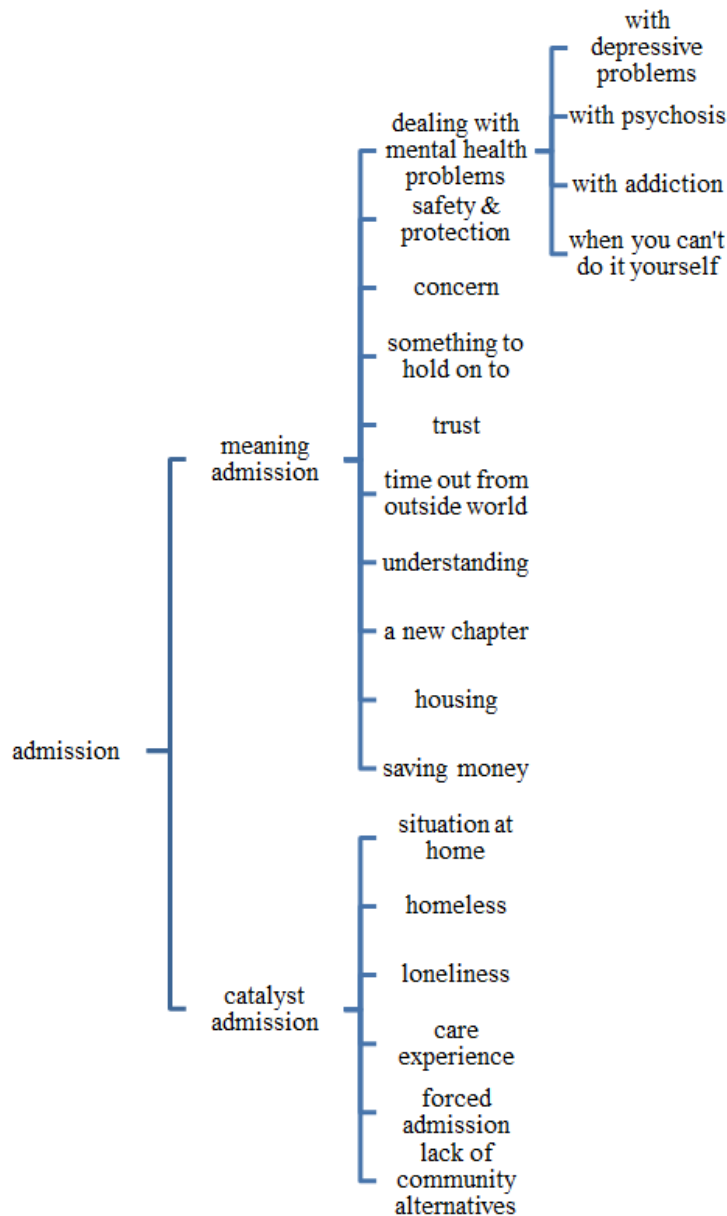 with
depressive
problems
with psychosis
with addiction
when you can't
do it yourself
dealing with
mental health
problems
safety &
protection
concern
something to
hold on to
trust
time out from
outside world
understanding
a new chapter
housing
saving money
meaning
admission
admission
situation at
home
homeless
loneliness
care
experience
forced
admission
lack of
community
alternatives
catalyst
admission